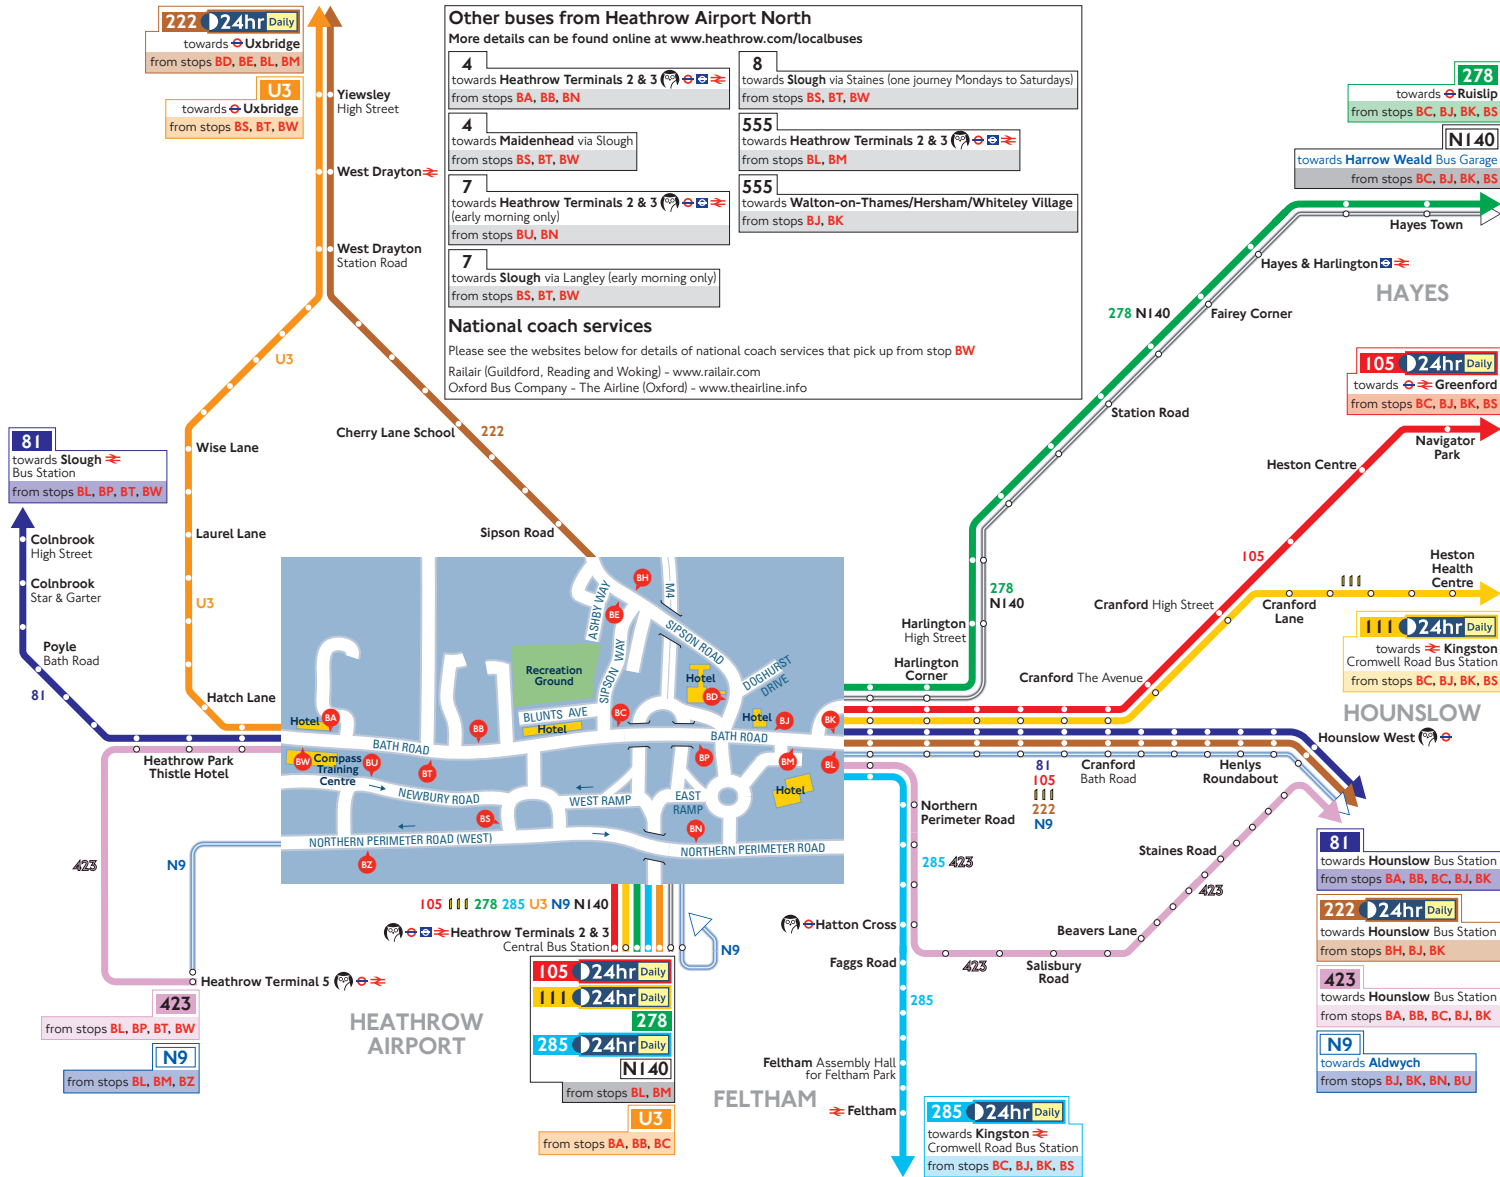 222 24hr Daily
towards Uxbridge
from stops BD, BE, BL, BM
U3
towards Uxbridge
from stops BS, BT, BW
Other buses from Heathrow Airport North
More details can be found online at www.heathrow.com/localbuses
4
towards Heathrow Terminals 2 & 3
from stops BA, BB, BN
4
towards Maidenhead via Slough
from stops BS, BT, BW
7
towards Heathrow Terminals 2 & 3
(early morning only)
from stops BU, BN
7
towards Slough via Langley (early morning only)
from stops BS, BT, BW
8
towards Slough via Staines (one journey Mondays to Saturdays)
from stops BS, BT, BW
555
towards Heathrow Terminals 2 & 3
from stops BL, BM
555
towards Walton-on-Thames/Hersham/Whiteley Village
from stops BJ, BK
National coach services
Please see the websites below for details of national coach services that pick up from stop BW
Railair (Guildford, Reading and Woking) - www.railair.com
Oxford Bus Company - The Airline (Oxford) - www.theairline.info
278
towards Ruislip
from stops BC, BJ, BK, BS
N140
towards Harrow Weald Bus Garage
from stops BC, BJ, BK, BS
Hayes Town
Hayes & Harlington
HAYES
278 N140
Fairey Corner
Station Road
105 24hr Daily
towards Greenford
from stops BC, BJ, BK, BS
Navigator
Park
Heston Centre
105
Yiewsley
High Street
West Drayton
West Drayton
Station Road
U3
Cherry Lane School
222
Wise Lane
Laurel Lane
Sipson Road
U3
Hatch Lane
81
towards Slough
Bus Station
from stops BL, BP, BT, BW
Colnbrook
High Street
Colnbrook
Star & Garter
Poyle
Bath Road
81
Heathrow Park
Thistle Hotel
BH
M4
ASHBY WAY
BE
SIPSON ROAD
SIPSON WAY
Recreation
Ground
DOGHURST
DRIVE
Hotel
BD
BLUNTS AVE
BC
Hotel
Hotel
BJ
BK
Hotel
BA
BB
BATH ROAD
BATH ROAD
BW
Compass
Training
Centre
BU
BT
BP
BM
BL
NEWBURY ROAD
WEST RAMP
EAST
RAMP
Hotel
BS
BN
NORTHERN PERIMETER ROAD (WEST)
NORTHERN PERIMETER ROAD
BZ
278
N140
Harlington
High Street
Harlington
Corner
Cranford High Street
Cranford The Avenue
111
Cranford
Lane
Heston
Health
Centre
111 24hr Daily
towards Kingston
Cromwell Road Bus Station
from stops BC, BJ, BK, BS
HOUNSLOW
Hounslow West
81
105
111
222
N9
Cranford
Bath Road
Henlys
Roundabout
Northern
Perimeter Road
285 423
Staines Road
423
Beavers Lane
Hatton Cross
423
Salisbury
Road
Faggs Road
285
Feltham Assembly Hall
for Feltham Park
FELTHAM
Feltham
285 24hr Daily
towards Kingston
Cromwell Road Bus Station
from stops BC, BJ, BK, BS
81
towards Hounslow Bus Station
from stops BA, BB, BC, BJ, BK
222 24hr Daily
towards Hounslow Bus Station
from stops BH, BJ, BK
423
towards Hounslow Bus Station
from stops BA, BB, BC, BJ, BK
N9
towards Aldwych
from stops BJ, BK, BN, BU
423
N9
Heathrow Terminal 5
423
from stops BL, BP, BT, BW
N9
from stops BL, BM, BZ
HEATHROW
AIRPORT
105 111 278 285 U3 N9 N140
Heathrow Terminals 2 & 3
Central Bus Station
N9
105 24hr Daily
111 24hr Daily
278
285 24hr Daily
N140
from stops BL, BM
U3
from stops BA, BB, BC